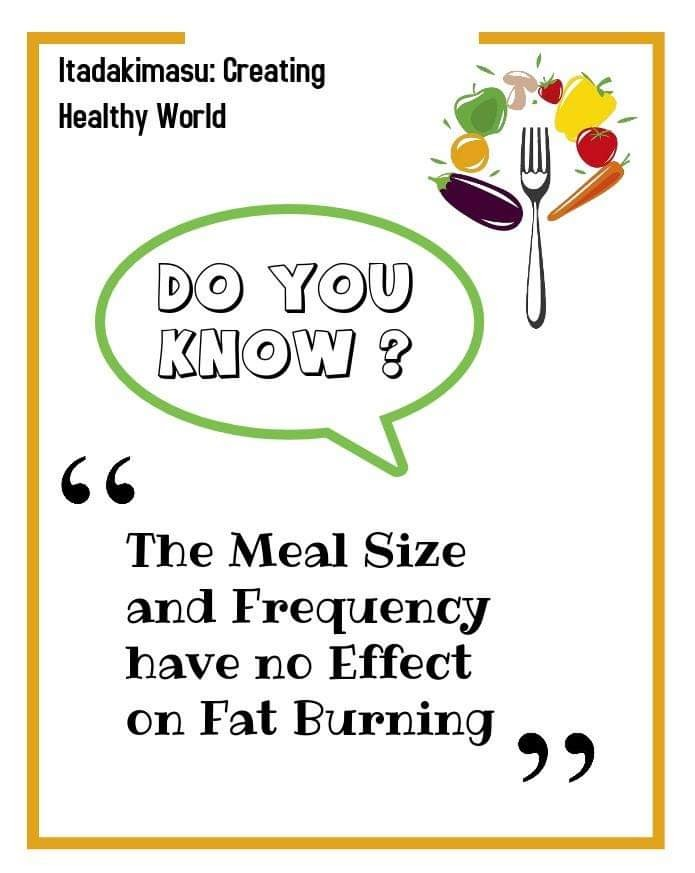 Itadakimasu: Creating
Healthy World
DO YOU
KNOW ?
“
The Meal Size
and Frequency
have no Effect
on Fat Burning
”